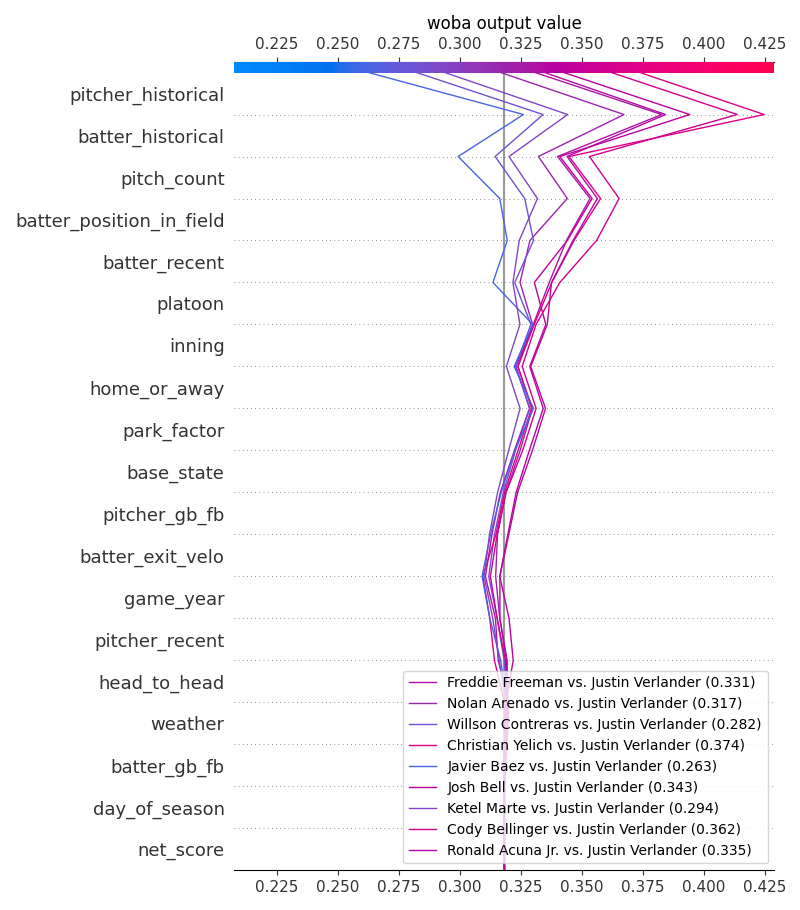 woba output value
0.225 0.250 0.275 0.300 0.325 0.350 0.375 0.400 0.425
pitcher_historical
batter_historical
pitch_count
batter_position_in_field
batter_recent
platoon
inning
home_or_away
park_factor
base_state
pitcher_gb_fb
batter_exit_velo
game_year
pitcher_recent
head_to_head
weather
batter_gb_fb
day_of_season
net_score
Freddie Freeman vs. Justin Verlander (0.331)
Nolan Arenado vs. Justin Verlander (0.317)
Willson Contreras vs. Justin Verlander (0.282)
Christian Yelich vs. Justin Verlander (0.374)
Javier Baez vs. Justin Verlander (0.263)
Josh Bell vs. Justin Verlander (0.343)
Ketel Marte vs. Justin Verlander (0.294)
Cody Bellinger vs. Justin Verlander (0.362)
Ronald Acuna Jr. vs. Justin Verlander (0.335)
0.225 0.250 0.275 0.300 0.325 0.350 0.375 0.400 0.425